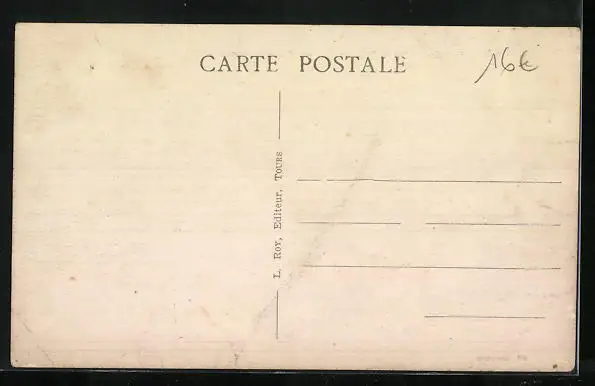 CARTE POSTALE
16€
L. Roy, Editeur, Tours